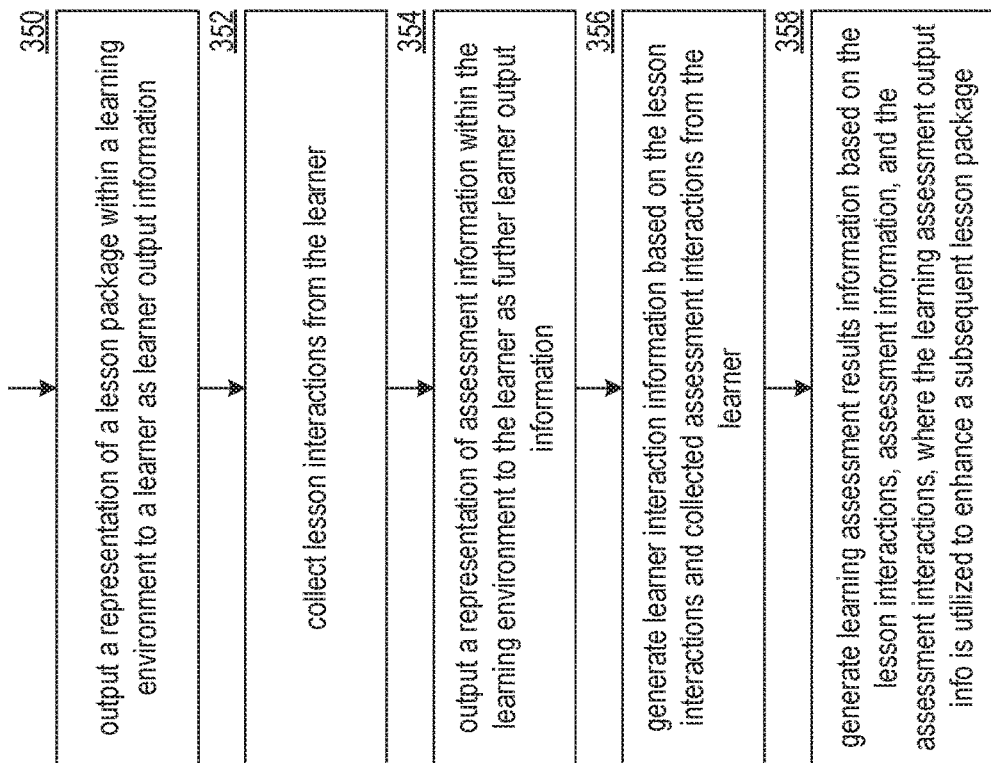 350
output a representation of a lesson package within a learning
environment to a learner as learner output information
352
collect lesson interactions from the learner
354
output a representation of assessment information within the
learning environment to the learner as further learner output
information
356
generate learner interaction information based on the lesson
interactions and collected assessment interactions from the
learner
358
generate learning assessment results information based on the
lesson interactions, assessment information, and the
assessment interactions, where the learning assessment output
info is utilized to enhance a subsequent lesson package